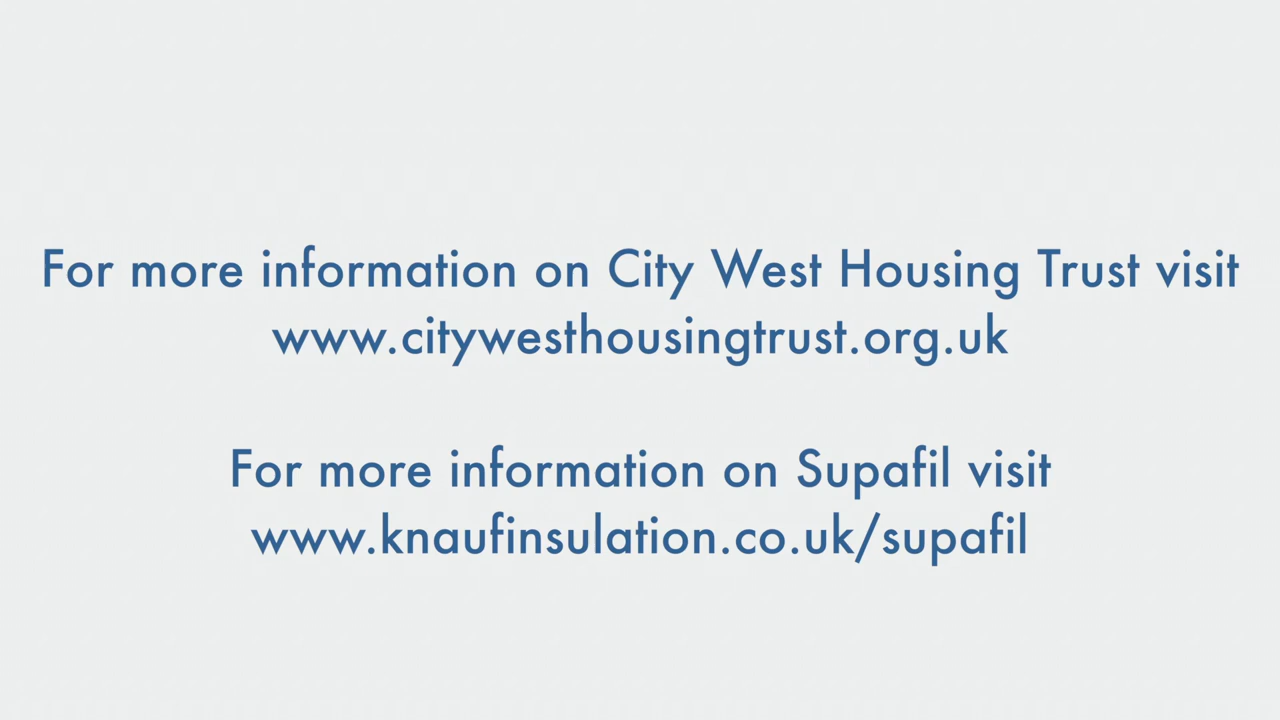 For more information on City West Housing Trust visit
www.citywesthousingtrust.org.uk
For more information on Supafil visit
www.knaufinsulation.co.uk/supafil